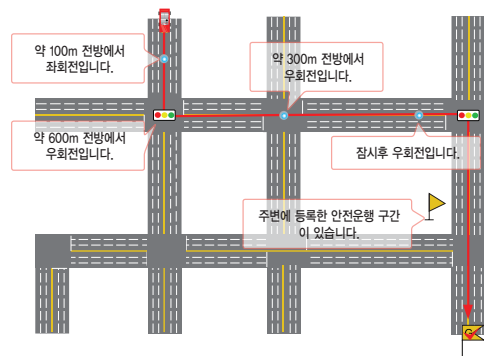 약 100m 전방에서
좌회전입니다.
약 300m 전방에서
우회전입니다.
약 600m 전방에서
우회전입니다.
잠시후 우회전입니다.
주변에 등록한 안전운행 구간
이 있습니다.
G